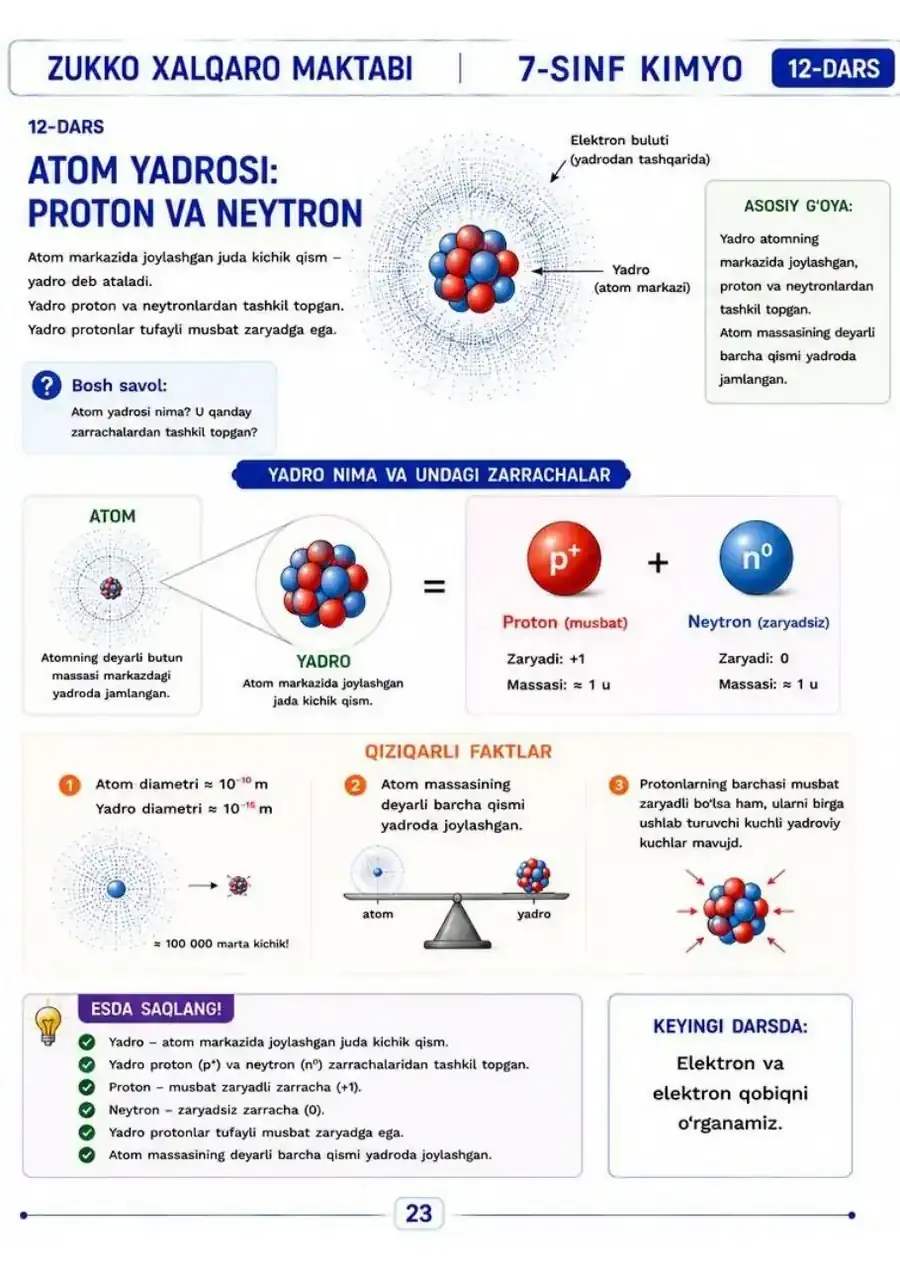 ZUKKO XALQARO MAKTABI | 7-SINF KIMYO 12-DARS
12-DARS
ATOM YADROSI:
PROTON VA NEYTRON
Atom markazida joylashgan juda kichik qism –
yadro deb ataladi.
Yadro proton va neytronlardan tashkil topgan.
Yadro protonlar tufayli musbat zaryadga ega.
Elektron buluti
(yadrodan tashqarida)
Yadro
(atom markazi)
ASOSIY G‘OYA:
Yadro atomning
markazida joylashgan,
proton va neytronlardan
tashkil topgan.
Atom massasining deyarli
barcha qismi yadroda
jamlangan.
?
Bosh savol:
Atom yadrosi nima? U qanday
zarrachalardan tashkil topgan?
YADRO NIMA VA UNDAGI ZARRACHALAR
ATOM
Atomning deyarli butun
massasi markazdagi
yadroda jamlangan.
YADRO
Atom markazida joylashgan
jada kichik qism.
=
p⁺
Proton (musbat)
Zaryadi: +1
Massasi: ≈ 1 u
+
n⁰
Neytron (zaryadsiz)
Zaryadi: 0
Massasi: ≈ 1 u
QIZIQARLI FAKTLAR
1
Atom diametri ≈ 10⁻¹⁰ m
Yadro diametri ≈ 10⁻¹⁵ m
≈ 100 000 marta kichik!
2
Atom massasining
deyarli barcha qismi
yadroda joylashgan.
atom
yadro
3
Protonlarning barchasi musbat
zaryadli bo‘lsa ham, ularni birga
ushlab turuvchi kuchli yadroviy
kuchlar mavujd.
ESDA SAQLANG!
Yadro – atom markazida joylashgan juda kichik qism.
Yadro proton (p⁺) va neytron (n⁰) zarrachalaridan tashkil topgan.
Proton – musbat zaryadli zarracha (+1).
Neytron – zaryadsiz zarracha (0).
Yadro protonlar tufayli musbat zaryadga ega.
Atom massasining deyarli barcha qismi yadroda joylashgan.
KEYINGI DARSDA:
Elektron va
elektron qobiqni
o‘rganamiz.
23